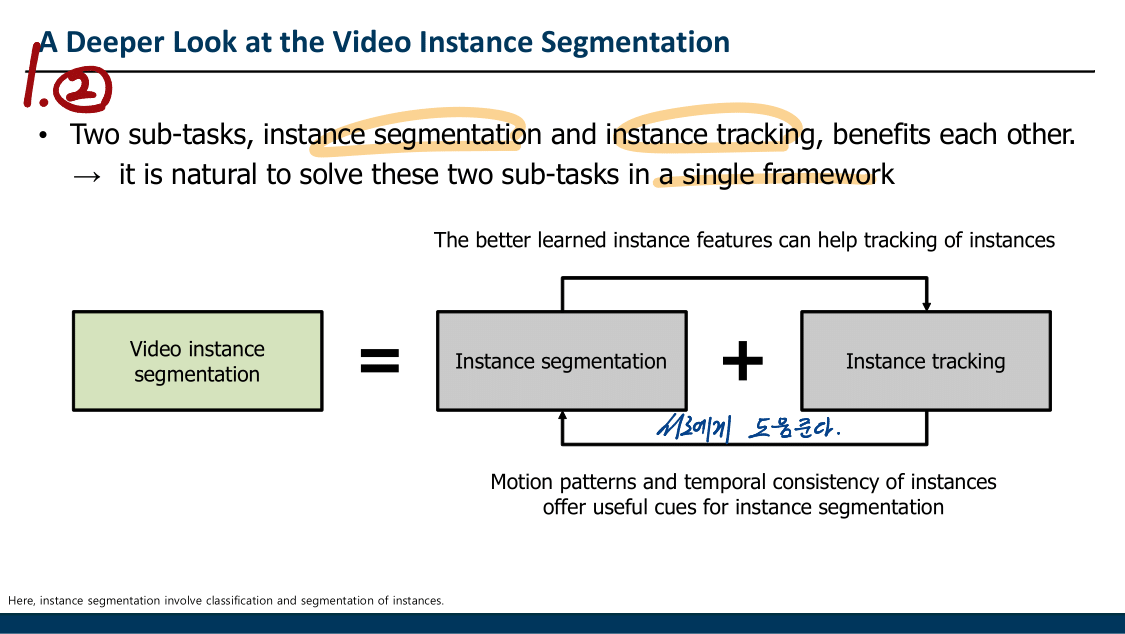 A Deeper Look at the Video Instance Segmentation
1. ②
• Two sub-tasks, instance segmentation and instance tracking, benefits each other.
→ it is natural to solve these two sub-tasks in a single framework
The better learned instance features can help tracking of instances
Video instance
segmentation
=
Instance segmentation
+
Instance tracking
서로에게 도움준다.
Motion patterns and temporal consistency of instances
offer useful cues for instance segmentation
Here, instance segmentation involve classification and segmentation of instances.